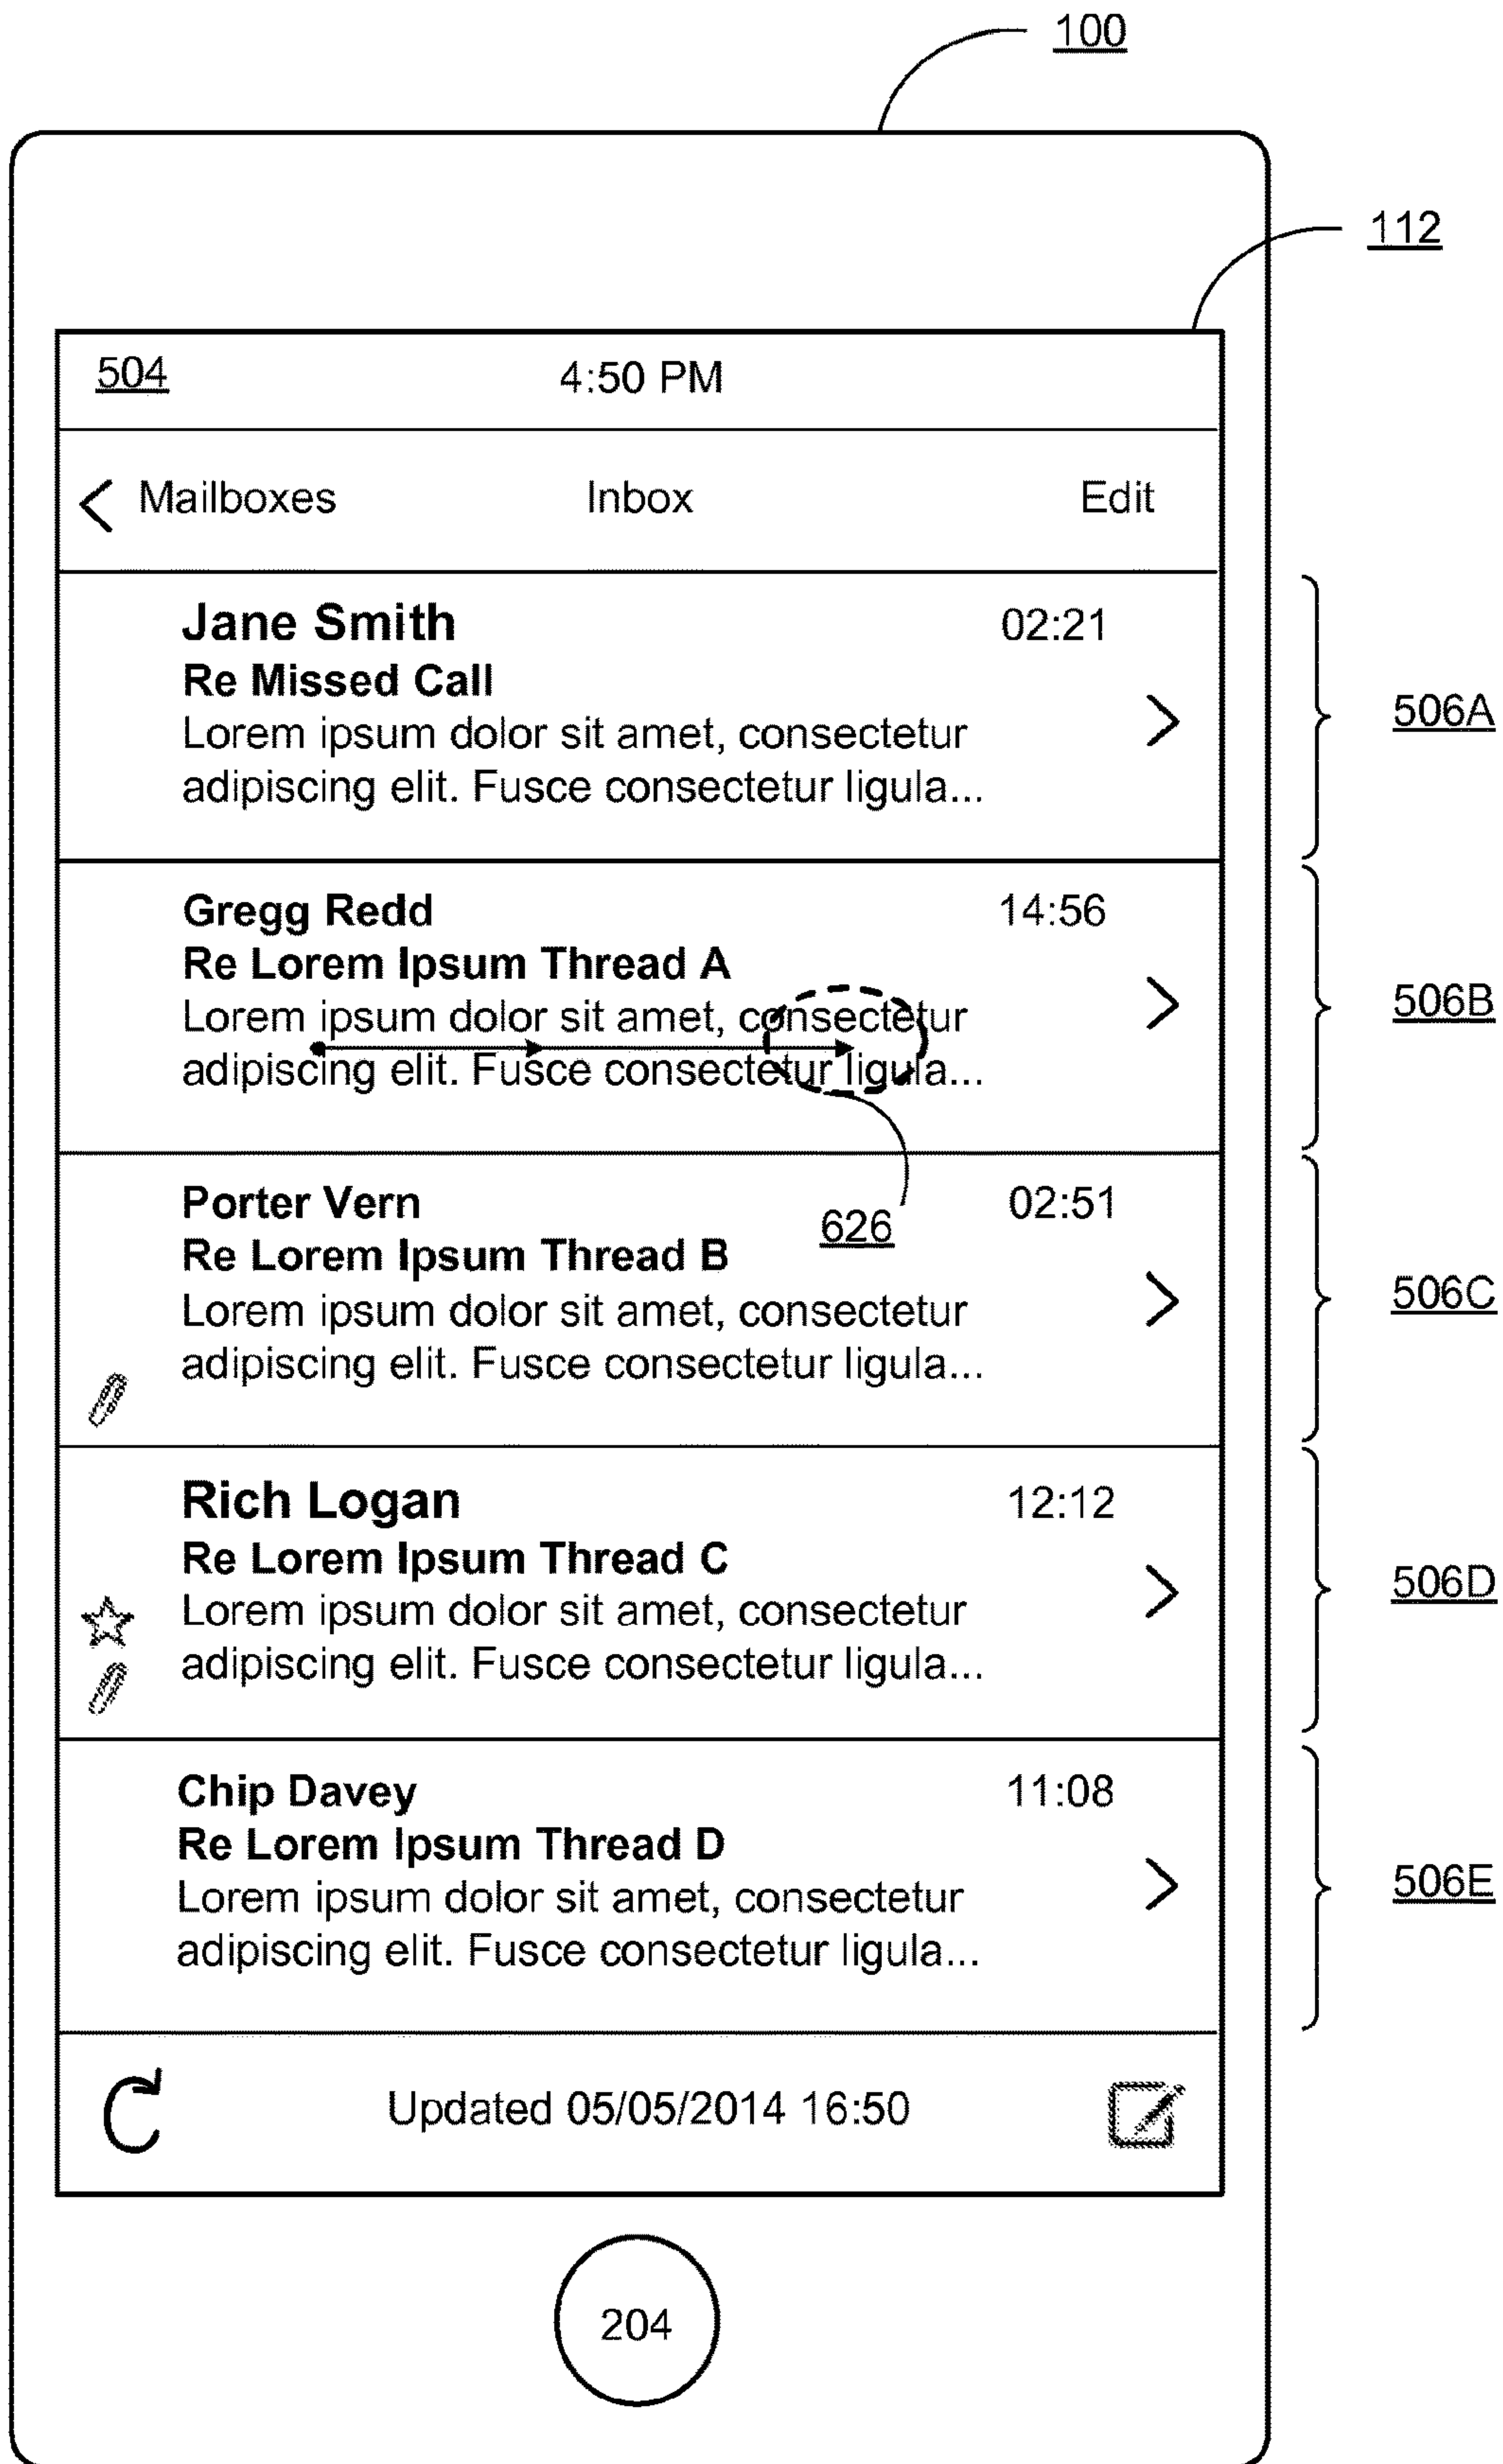 100
112
504 4:50 PM
Mailboxes Inbox Edit
Jane Smith 02:21
Re Missed Call
Lorem ipsum dolor sit amet, consectetur
adipiscing elit. Fusce consectetur ligula...
506A
Gregg Redd 14:56
Re Lorem Ipsum Thread A
Lorem ipsum dolor sit amet, consectetur
adipiscing elit. Fusce consectetur ligula...
506B
Porter Vern 02:51
626
Re Lorem Ipsum Thread B
Lorem ipsum dolor sit amet, consectetur
adipiscing elit. Fusce consectetur ligula...
506C
Rich Logan 12:12
Re Lorem Ipsum Thread C
Lorem ipsum dolor sit amet, consectetur
adipiscing elit. Fusce consectetur ligula...
506D
Chip Davey 11:08
Re Lorem Ipsum Thread D
Lorem ipsum dolor sit amet, consectetur
adipiscing elit. Fusce consectetur ligula...
506E
Updated 05/05/2014 16:50
204